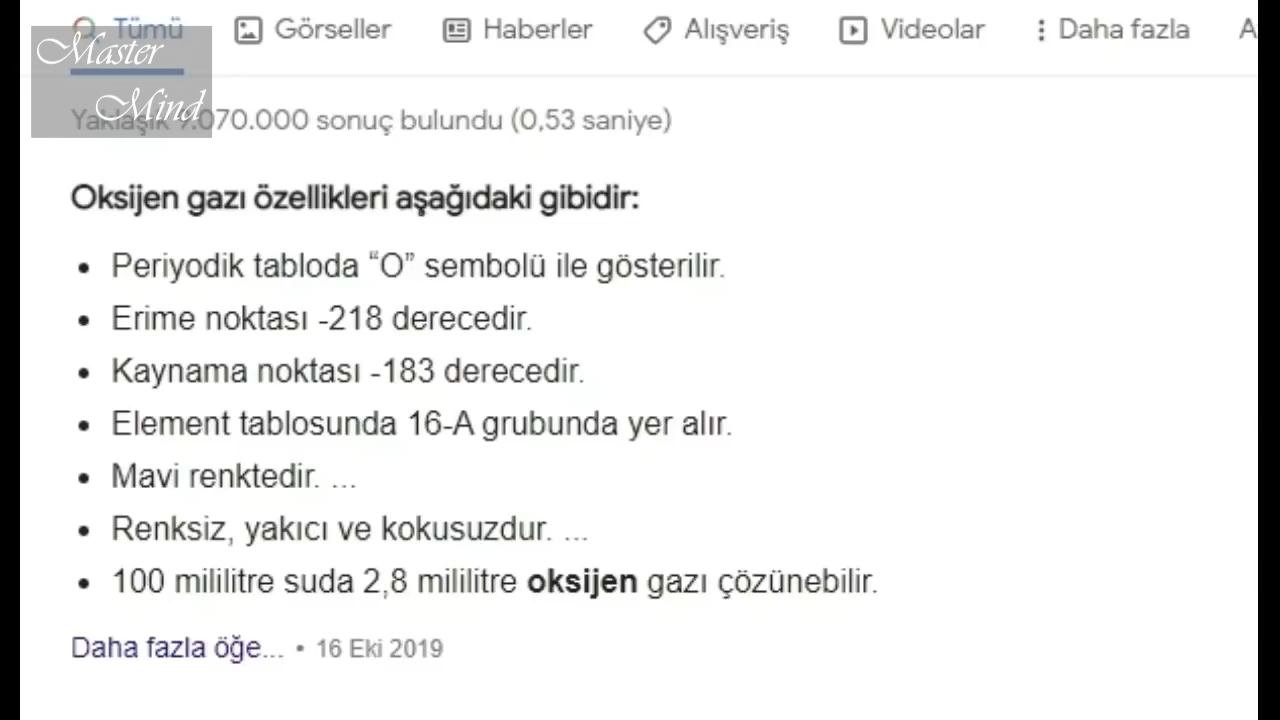 Tümü Görseller Haberler Alışveriş Videolar Daha fazla A
Master
Mind
Yaklaşık 9.070.000 sonuç bulundu (0,53 saniye)
Oksijen gazı özellikleri aşağıdaki gibidir:
Periyodik tabloda “O” sembolü ile gösterilir.
Erime noktası -218 derecedir.
Kaynama noktası -183 derecedir.
Element tablosunda 16-A grubunda yer alır.
Mavi renktedir. ...
Renksiz, yakıcı ve kokusuzdur. ...
100 mililitre suda 2,8 mililitre oksijen gazı çözünebilir.
Daha fazla öğe... • 16 Eki 2019